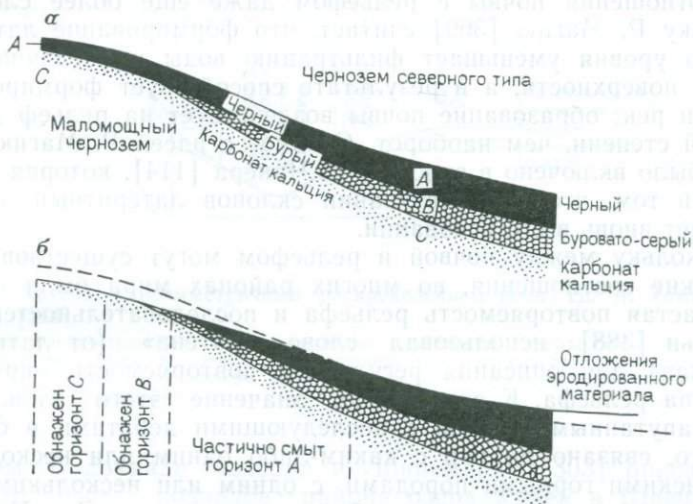 а
A
C
Чернозем северного типа
Маломощный
Чернозем
Черный
Бурый
Карбонат
кальция
A
B
C
Черный
Буровато-серый
Карбонат
кальция
б
Отложения
эродированного
материала
Обнажен
горизонт C
Обнажен
горизонт B
Частично смыт
горизонт A